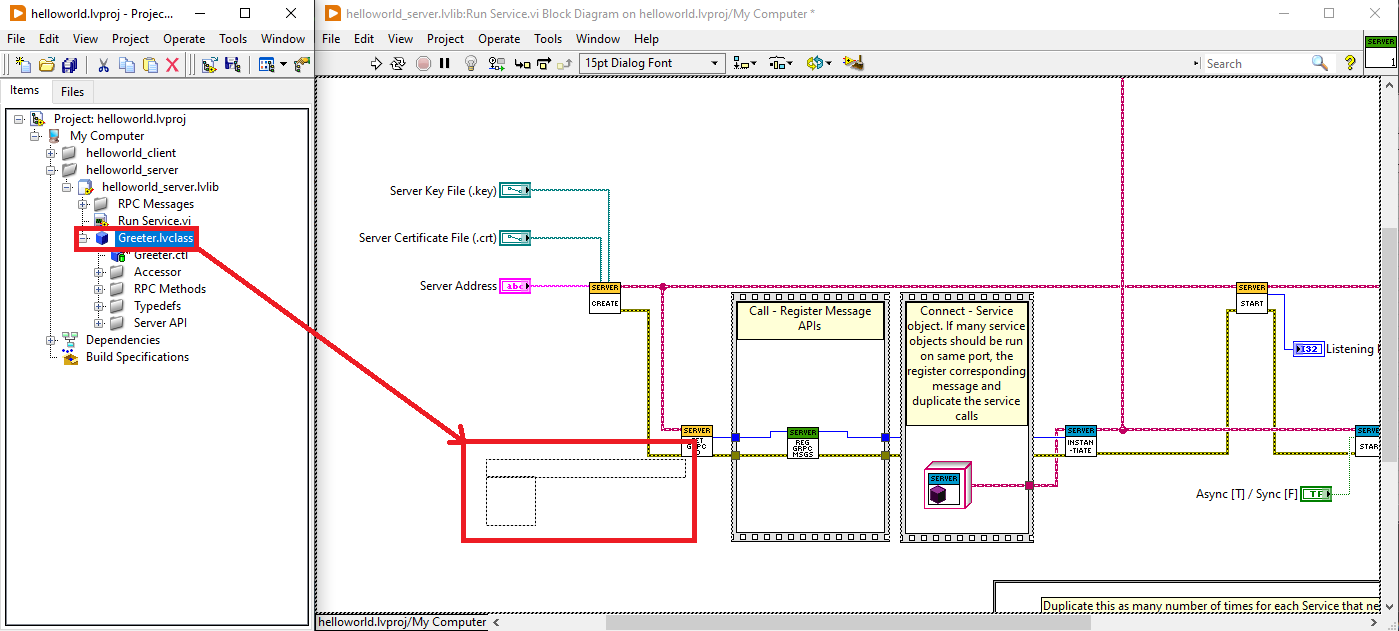 helloworld.lvproj - Projec...
File Edit View Project Operate Tools Window
Items Files
Project: helloworld.lvproj
My Computer
helloworld_client
helloworld_server
helloworld_server.lvlib
RPC Messages
Run Service.vi
Greeter.lvclass
Greeter.ctl
Accessor
RPC Methods
Typedefs
Server API
Dependencies
Build Specifications
helloworld_server.lvlib:Run Service.vi Block Diagram on helloworld.lvproj/My Computer *
File Edit View Project Operate Tools Window Help
15pt Dialog Font
Search
?
SERVER
1
Server Key File (.key)
Server Certificate File (.crt)
Server Address
abc
SERVER
CREATE
SERVER
GRPC
Call - Register Message
APIs
SERVER
REG
GRPC
MSGS
Connect - Service
object. If many service
objects should be run
on same port, the
register corresponding
message and
duplicate the service
calls
SERVER
SERVER
INSTAN
-TIATE
SERVER
START
I32
Listening
SERVE
STAR
Async [T] / Sync [F]
TF
Duplicate this as many number of times for each Service that ne
helloworld.lvproj/My Computer